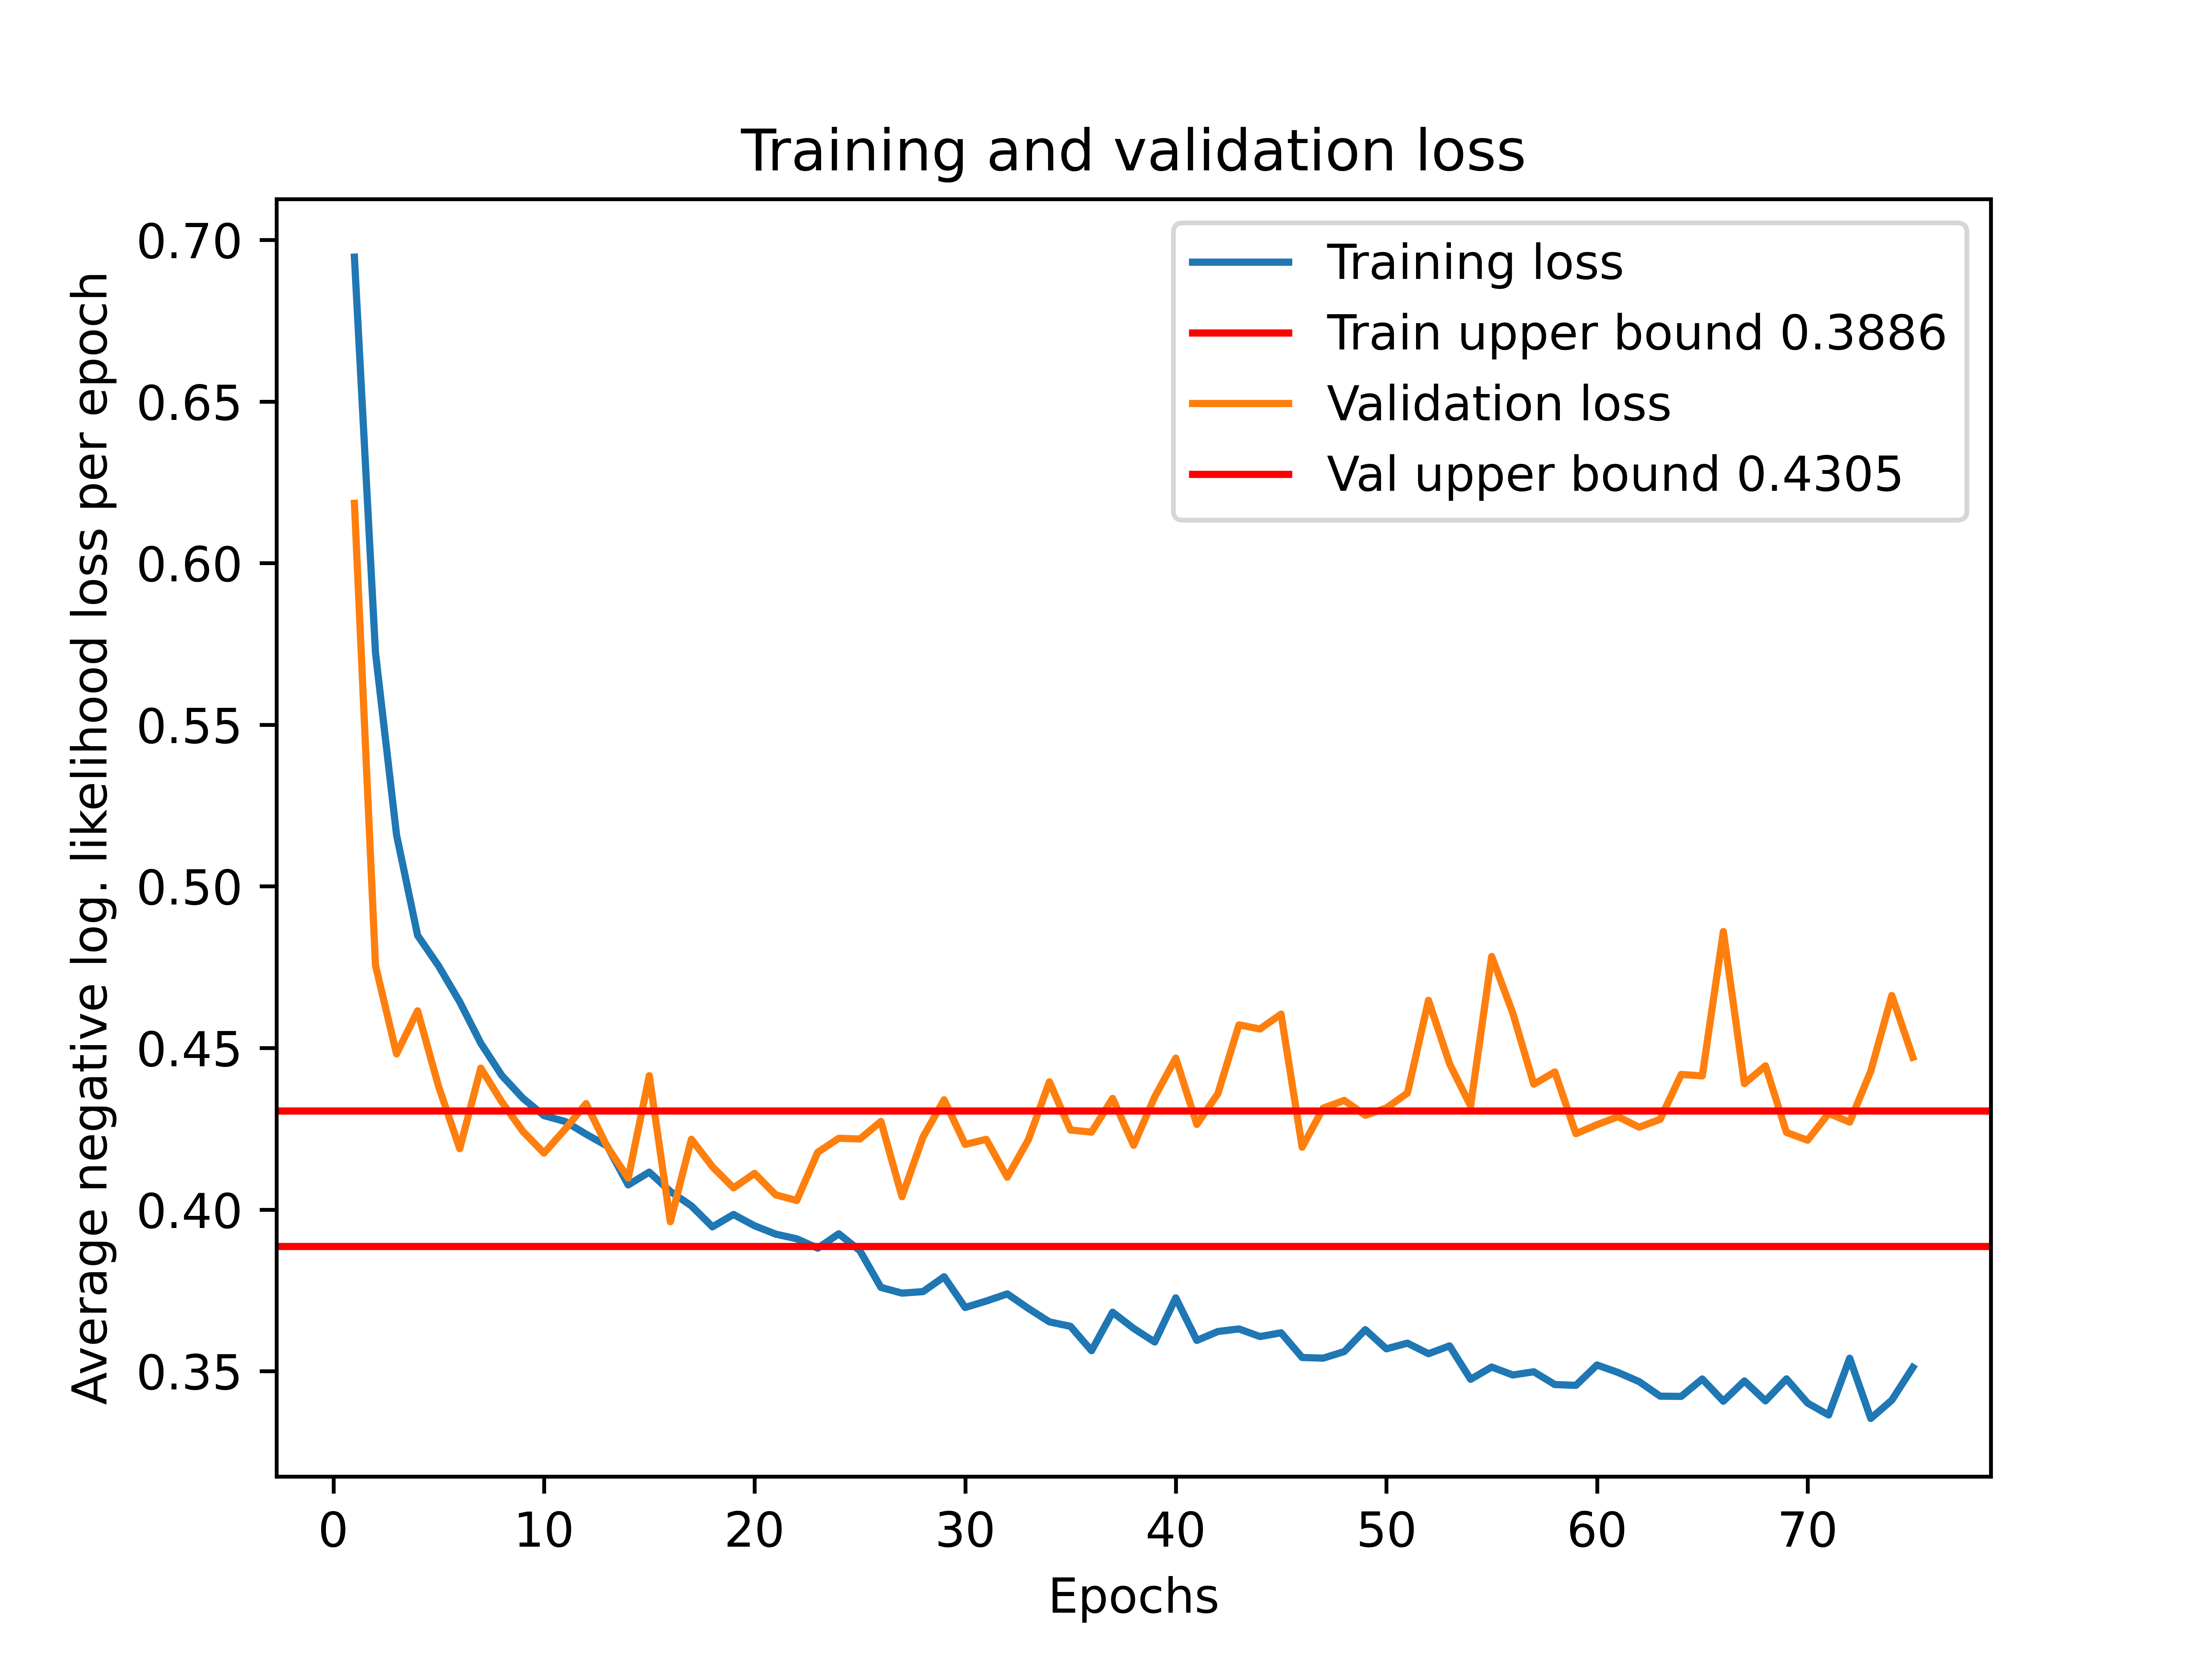 Training and validation loss
Average negative log. likelihood loss per epoch
0.70
0.65
0.60
0.55
0.50
0.45
0.40
0.35
Training loss
Train upper bound 0.3886
Validation loss
Val upper bound 0.4305
0 10 20 30 40 50 60 70
Epochs